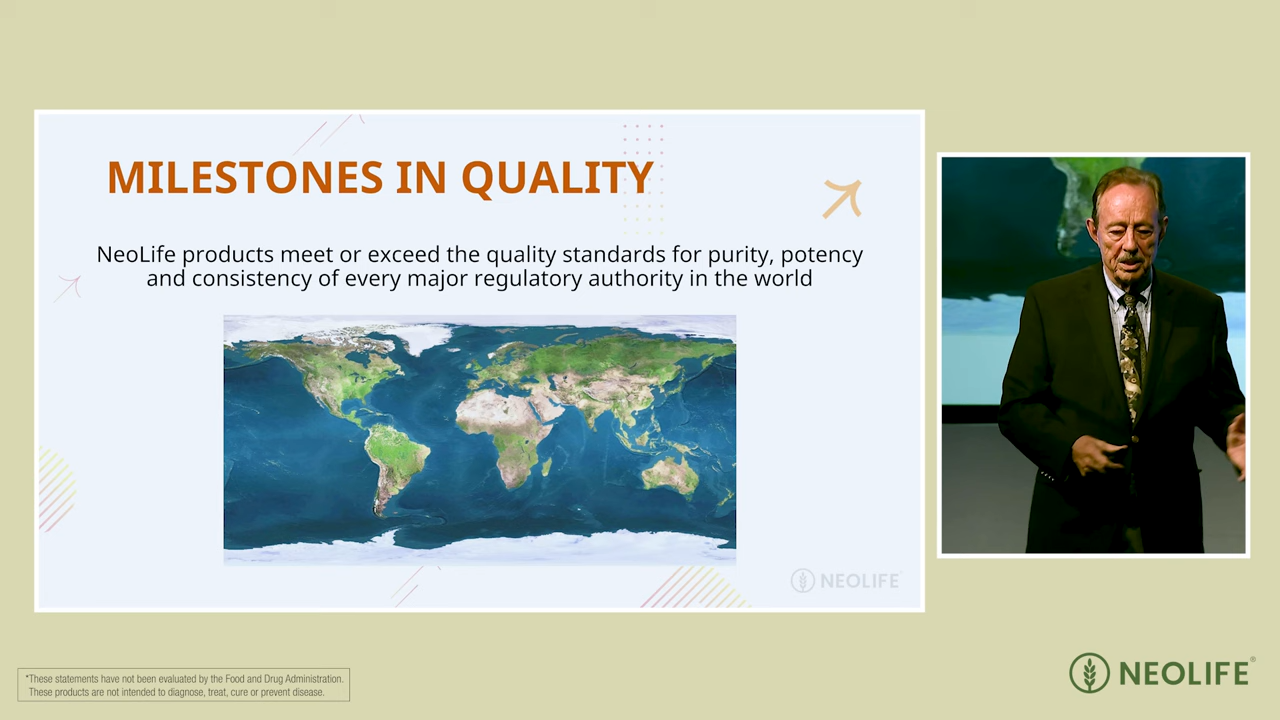 MILESTONES IN QUALITY
NeoLife products meet or exceed the quality standards for purity, potency
and consistency of every major regulatory authority in the world
NEOLIFE
*These statements have not been evaluated by the Food and Drug Administration.
These products are not intended to diagnose, treat, cure or prevent disease.
NEOLIFE®